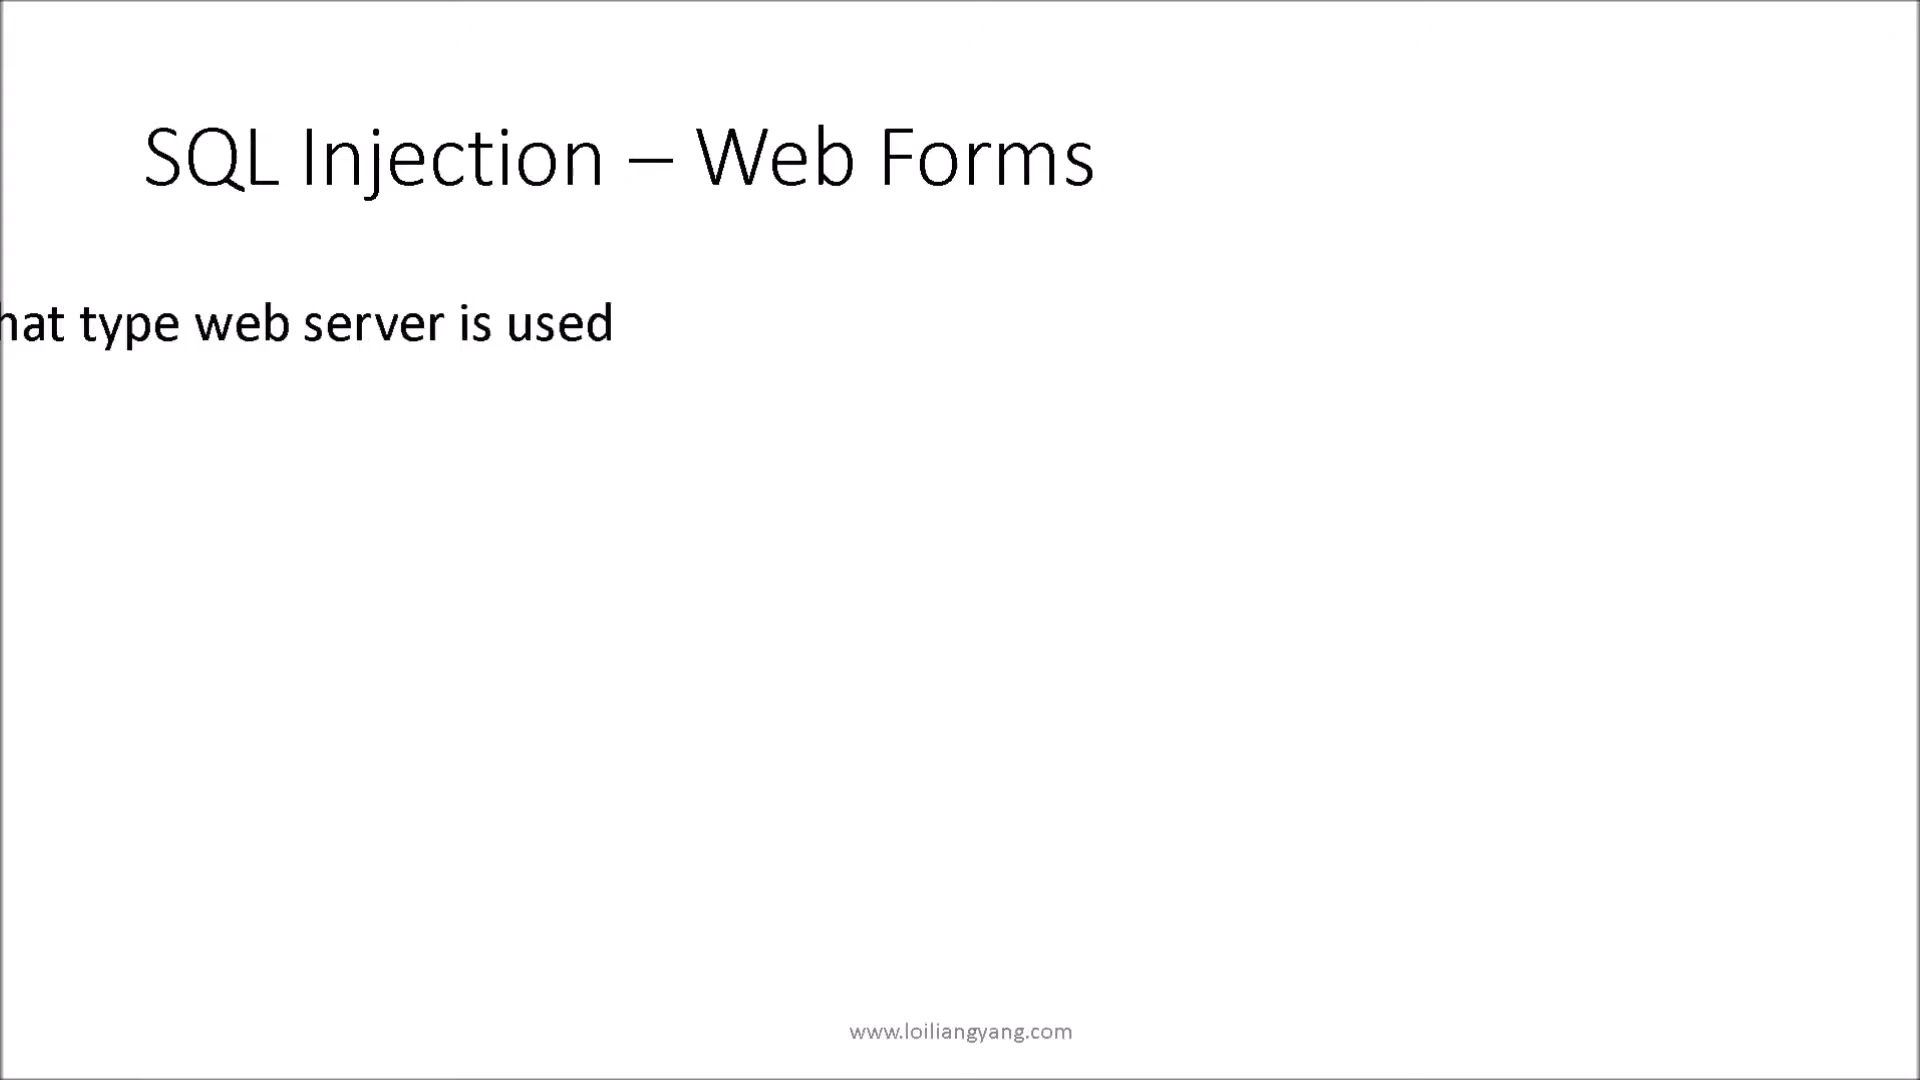 SQL Injection – Web Forms
hat type web server is used
www.loiliangyang.com